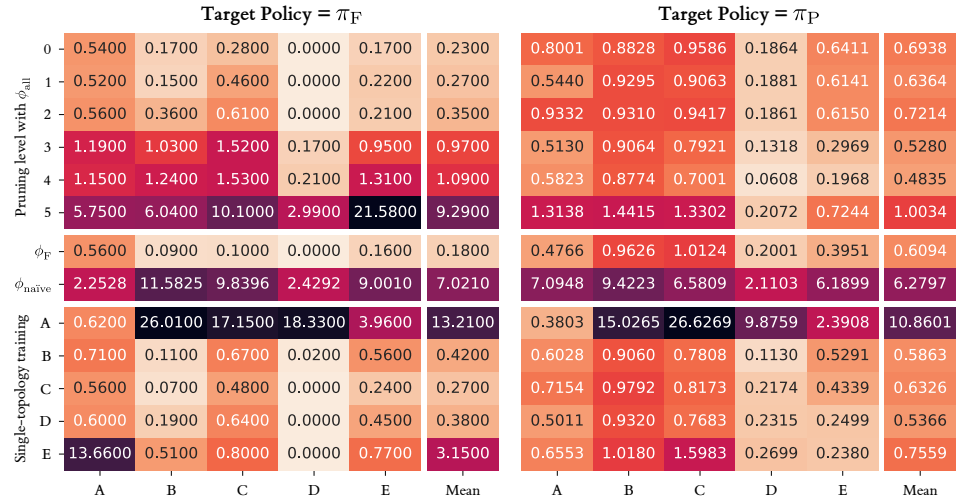 Target Policy = π_F Target Policy = π_P
Pruning level with ϕ_all
0 0.5400 0.1700 0.2800 0.0000 0.1700 0.2300 0.8001 0.8828 0.9586 0.1864 0.6411 0.6938
1 0.5200 0.1500 0.4600 0.0000 0.2200 0.2700 0.5440 0.9295 0.9063 0.1881 0.6141 0.6364
2 0.5600 0.3600 0.6100 0.0000 0.2100 0.3500 0.9332 0.9310 0.9417 0.1861 0.6150 0.7214
3 1.1900 1.0300 1.5200 0.1700 0.9500 0.9700 0.5130 0.9064 0.7921 0.1318 0.2969 0.5280
4 1.1500 1.2400 1.5300 0.2100 1.3100 1.0900 0.5823 0.8774 0.7001 0.0608 0.1968 0.4835
5 5.7500 6.0400 10.1000 2.9900 21.5800 9.2900 1.3138 1.4415 1.3302 0.2072 0.7244 1.0034
ϕ_F 0.5600 0.0900 0.1000 0.0000 0.1600 0.1800 0.4766 0.9626 1.0124 0.2001 0.3951 0.6094
ϕ_naïve 2.2528 11.5825 9.8396 2.4292 9.0010 7.0210 7.0948 9.4223 6.5809 2.1103 6.1899 6.2797
Single-topology training
A 0.6200 26.0100 17.1500 18.3300 3.9600 13.2100 0.3803 15.0265 26.6269 9.8759 2.3908 10.8601
B 0.7100 0.1100 0.6700 0.0200 0.5600 0.4200 0.6028 0.9060 0.7808 0.1130 0.5291 0.5863
C 0.5600 0.0700 0.4800 0.0000 0.2400 0.2700 0.7154 0.9792 0.8173 0.2174 0.4339 0.6326
D 0.6000 0.1900 0.6400 0.0000 0.4500 0.3800 0.5011 0.9320 0.7683 0.2315 0.2499 0.5366
E 13.6600 0.5100 0.8000 0.0000 0.7700 3.1500 0.6553 1.0180 1.5983 0.2699 0.2380 0.7559
A B C D E Mean A B C D E Mean